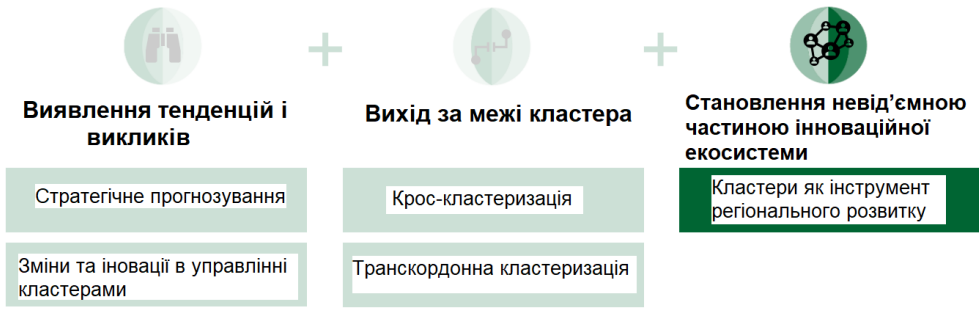 Виявлення тенденцій і
викликів
Вихід за межі кластера
Становлення невід’ємною
частиною інноваційної
екосистеми
Стратегічне прогнозування
Крос-кластеризація
Кластери як інструмент
регіонального розвитку
Зміни та іновації в управлінні
кластерами
Транскордонна кластеризація